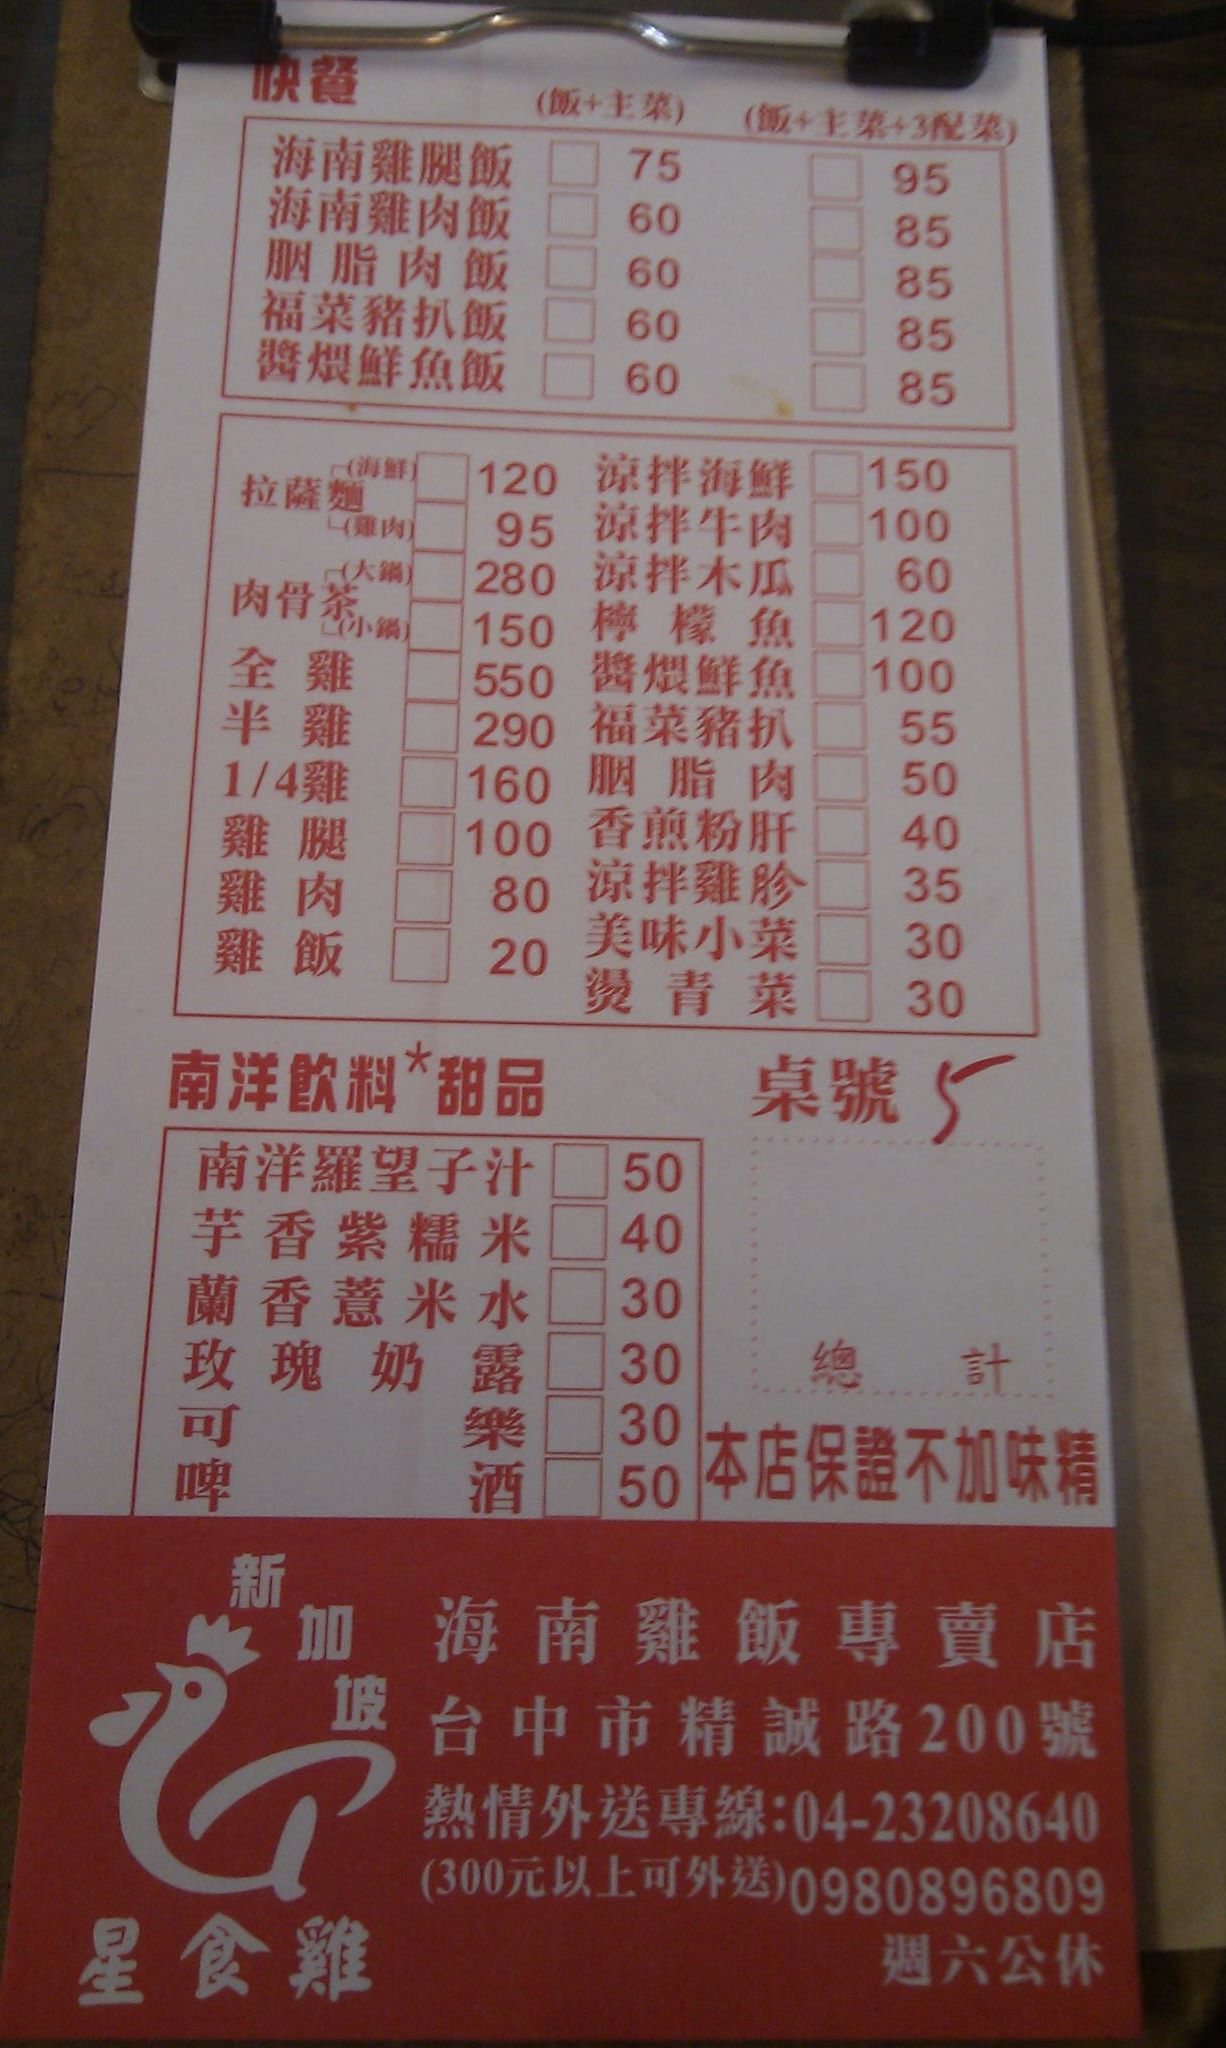 快餐 (飯+主菜) (飯+主菜+3配菜)
海南雞腿飯 75 95
海南雞肉飯 60 85
胭脂肉飯 60 85
福菜豬扒飯 60 85
醬煨鮮魚飯 60 85
拉薩麵 (海鮮) 120
(雞肉) 95
肉骨茶 (大鍋) 280
(小鍋) 150
全雞 550
半雞 290
1/4雞 160
雞腿 100
雞肉 80
雞飯 20
涼拌海鮮 150
涼拌牛肉 100
涼拌木瓜 60
檸檬魚 120
醬煨鮮魚 100
福菜豬扒 55
胭脂肉 50
香煎粉肝 40
涼拌雞胗 35
美味小菜 30
燙青菜 30
南洋飲料*甜品
南洋羅望子汁 50
芋香紫糯米 40
蘭香薏米水 30
玫瑰奶露 30
可樂 30
啤酒 50
桌號 5
總計
本店保證不加味精
新加坡
星食雞
海南雞飯專賣店
台中市精誠路200號
熱情外送專線:04-23208640
(300元以上可外送)0980896809
週六公休